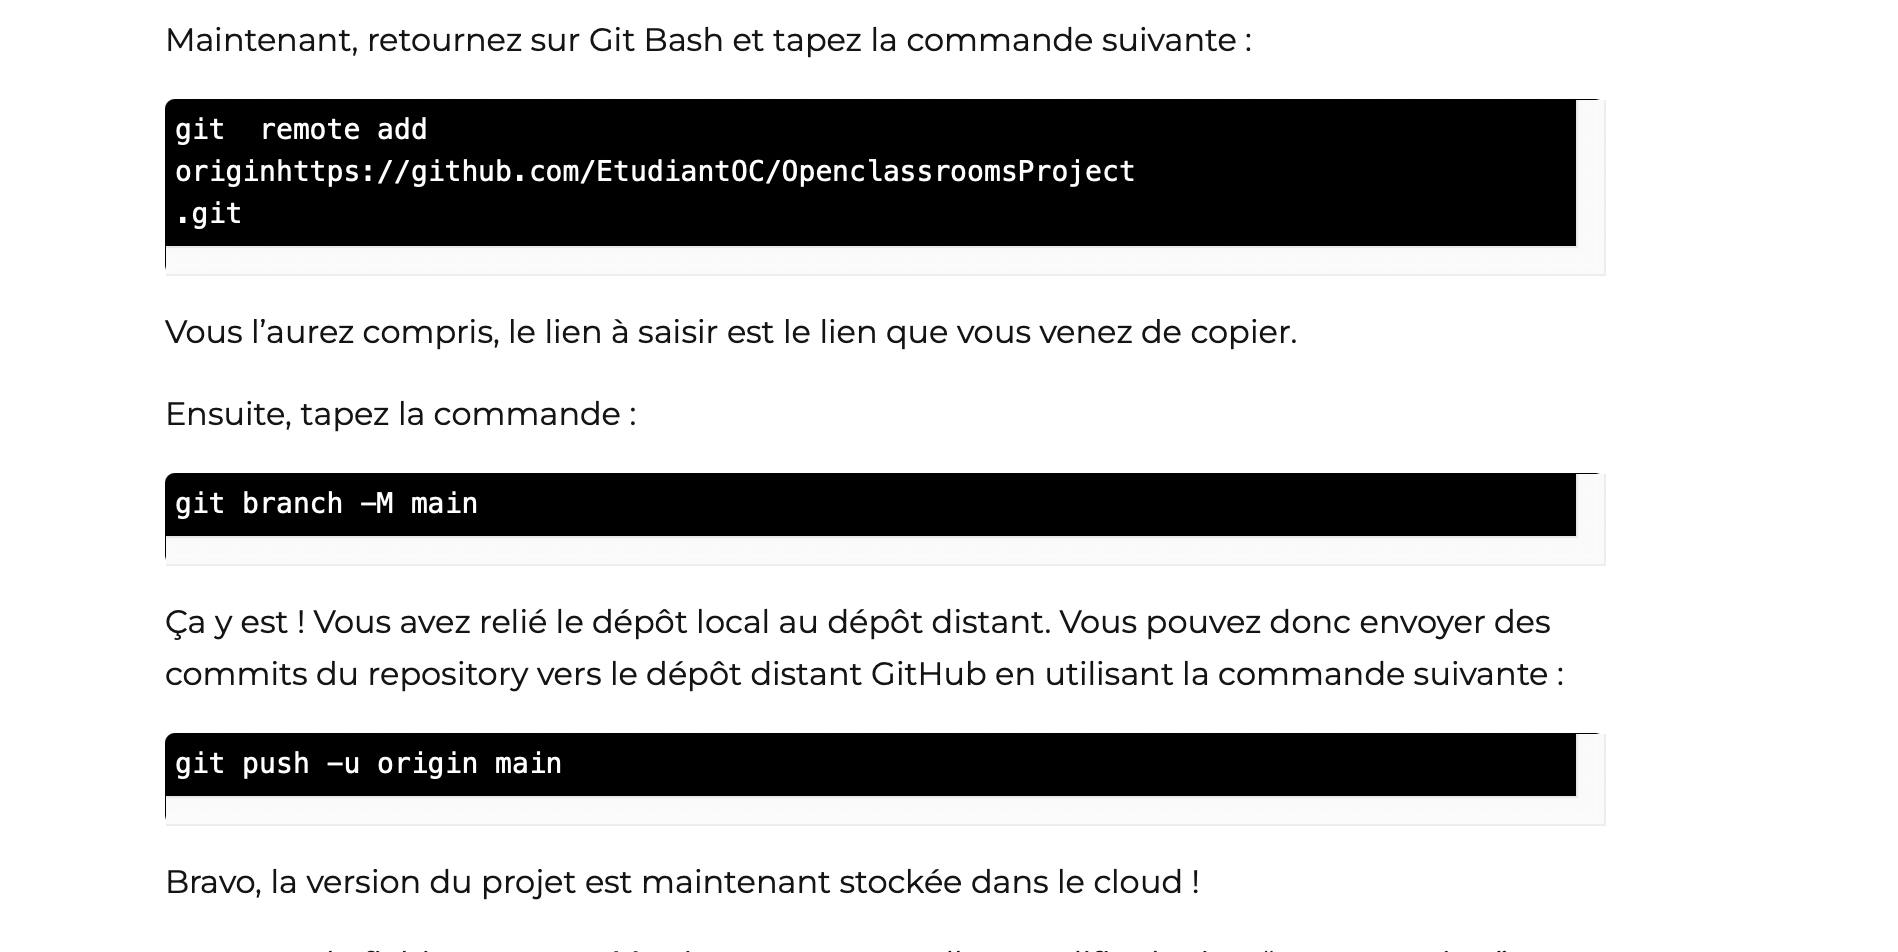 Maintenant, retournez sur Git Bash et tapez la commande suivante :
git  remote add
originhttps://github.com/EtudiantOC/OpenclassroomsProject
.git
Vous l’aurez compris, le lien à saisir est le lien que vous venez de copier.
Ensuite, tapez la commande :
git branch -M main
Ça y est ! Vous avez relié le dépôt local au dépôt distant. Vous pouvez donc envoyer des
commits du repository vers le dépôt distant GitHub en utilisant la commande suivante :
git push -u origin main
Bravo, la version du projet est maintenant stockée dans le cloud !